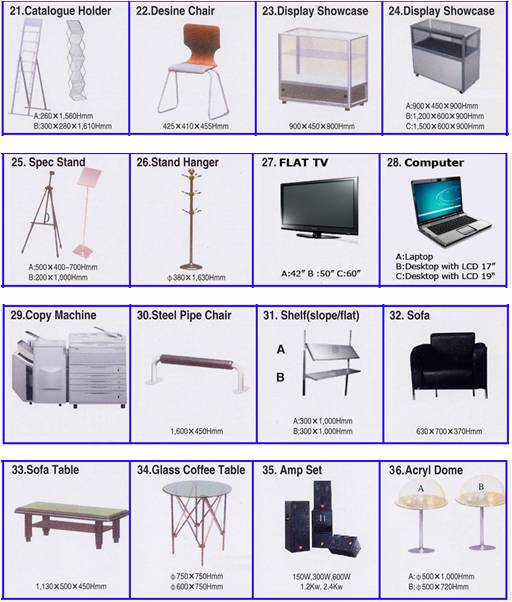 21.Catalogue Holder
A:260×1,560Hmm
B:300×280×1,610Hmm
22.Desine Chair
425×410×455Hmm
23.Display Showcase
900×450×900Hmm
24.Display Showcase
A:900×450×900Hmm
B:1,200×600×900Hmm
C:1,500×600×900Hmm
25. Spec Stand
A:500×400~700Hmm
B:200×1,000Hmm
26.Stand Hanger
φ380×1,630Hmm
27. FLAT TV
A:42” B :50” C:60”
28. Computer
A:Laptop
B:Desktop with LCD 17”
C:Desktop with LCD 19“
29.Copy Machine
30.Steel Pipe Chair
1,600×450Hmm
31. Shelf(slope/flat)
A
B
A:300×1,000Hmm
B:300×1,000Hmm
32. Sofa
630×700×370Hmm
33.Sofa Table
1,130×500×450Hmm
34.Glass Coffee Table
φ750×750Hmm
φ600×750Hmm
35. Amp Set
150W,300W,600W
1.2Kw, 2.4Kw
36.Acryl Dome
A
B
A: φ500×1,000Hmm
B: φ500×720Hmm